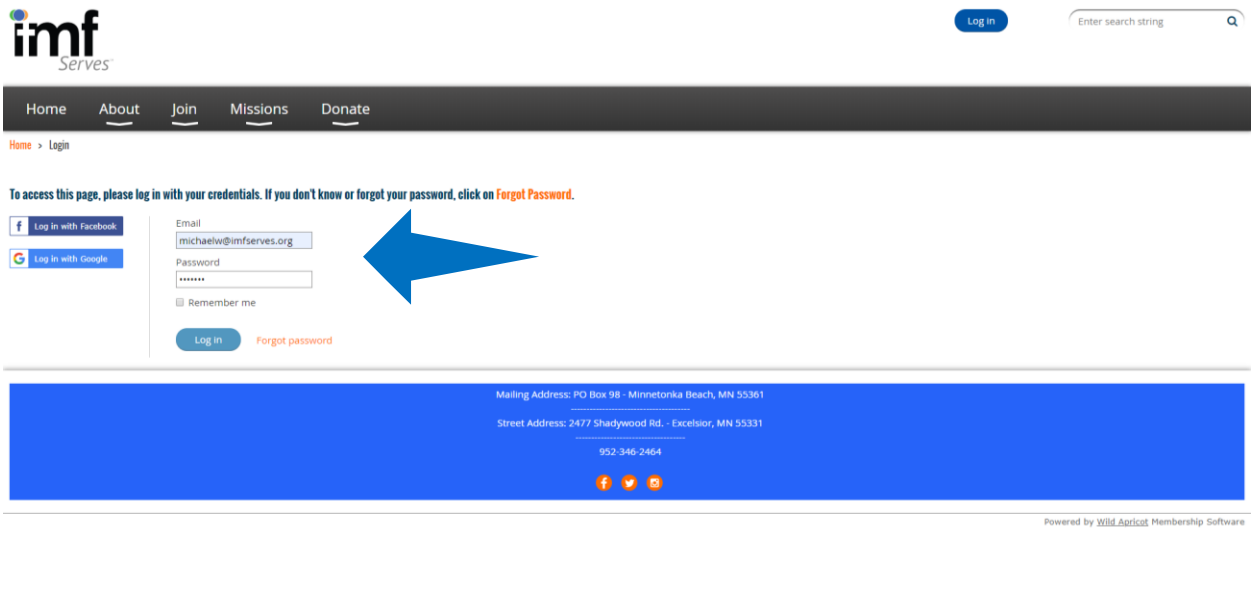 imf
Serves
Log in
Enter search string
Home About Join Missions Donate
Home > Login
To access this page, please log in with your credentials. If you don't know or forgot your password, click on Forgot Password.
f Log in with Facebook
G Log in with Google
Email
michaelw@imfserves.org
Password
•••••••
Remember me
Log in Forgot password
Mailing Address: PO Box 98 - Minnetonka Beach, MN 55361
Street Address: 2477 Shadywood Rd. - Excelsior, MN 55331
952-346-2464
Powered by Wild Apricot Membership Software